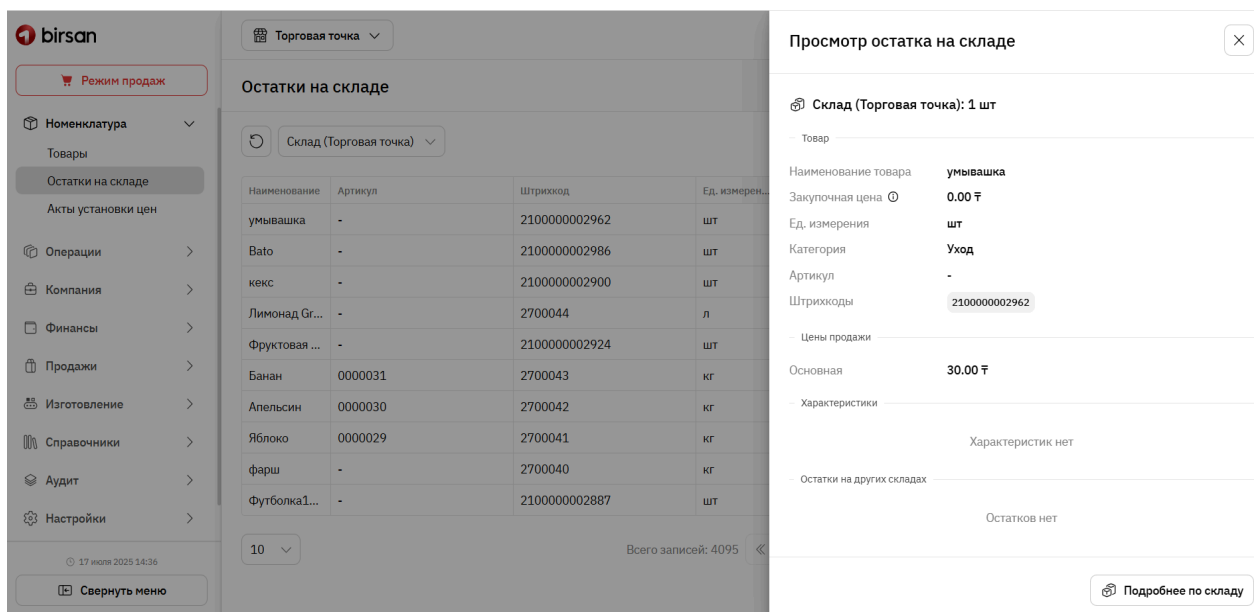 birsan
Режим продаж
Номенклатура
Товары
Остатки на складе
Акты установки цен
Операции
Компания
Финансы
Продажи
Изготовление
Справочники
Аудит
Настройки
17 июля 2025 14:36
Свернуть меню
Торговая точка
Остатки на складе
Склад (Торговая точка)
Наименование Артикул Штрихкод Ед. измерен...
умывашка - 2100000002962 шт
Bato - 2100000002986 шт
кекс - 2100000002900 шт
Лимонад Gr... - 2700044 л
Фруктовая ... - 2100000002924 шт
Банан 0000031 2700043 кг
Апельсин 0000030 2700042 кг
Яблоко 0000029 2700041 кг
фарш - 2700040 кг
Футболка1... - 2100000002887 шт
10
Всего записей: 4095
Просмотр остатка на складе
Склад (Торговая точка): 1 шт
Товар
Наименование товара умывашка
Закупочная цена 0.00 ₸
Ед. измерения шт
Категория Уход
Артикул -
Штрихкоды 2100000002962
Цены продажи
Основная 30.00 ₸
Характеристики
Характеристик нет
Остатки на других складах
Остатков нет
Подробнее по складу